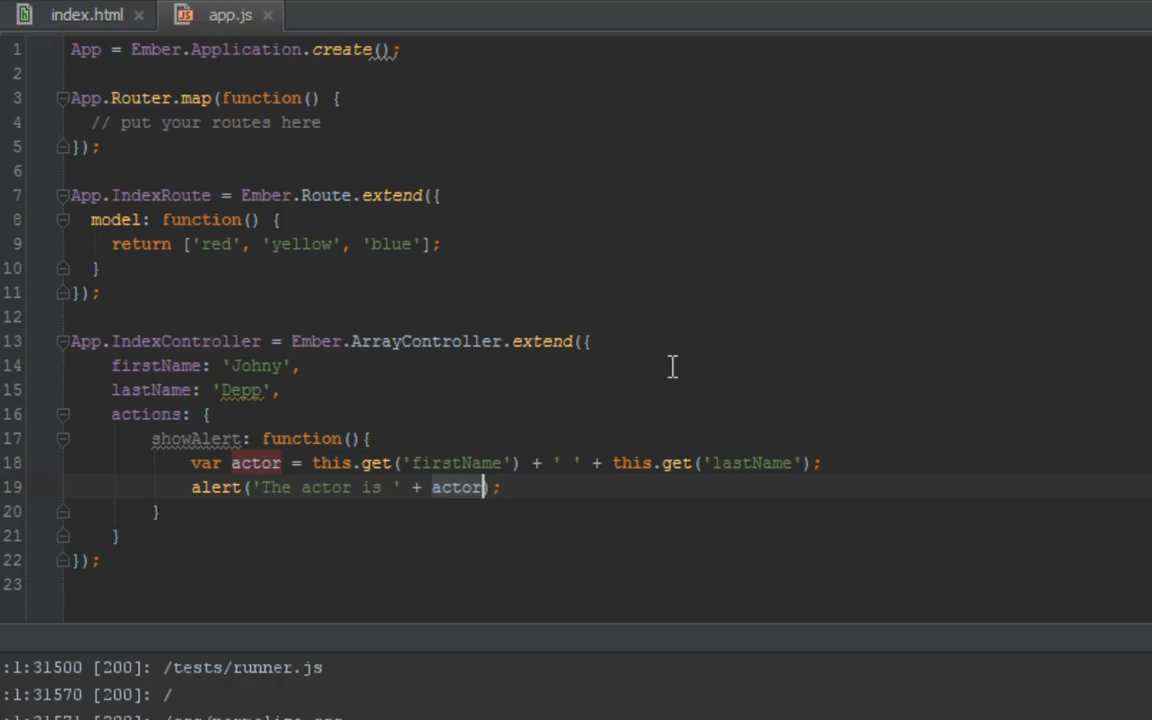 index.html
app.js
1 App = Ember.Application.create();
2
3 App.Router.map(function() {
4 // put your routes here
5 });
6
7 App.IndexRoute = Ember.Route.extend({
8 model: function() {
9 return ['red', 'yellow', 'blue'];
10 }
11 });
12
13 App.IndexController = Ember.ArrayController.extend({
14 firstName: 'Johny',
15 lastName: 'Depp',
16 actions: {
17 showAlert: function(){
18 var actor = this.get('firstName') + ' ' + this.get('lastName');
19 alert('The actor is ' + actor);
20 }
21 }
22 });
23
:1:31500 [200]: /tests/runner.js
:1:31570 [200]: /